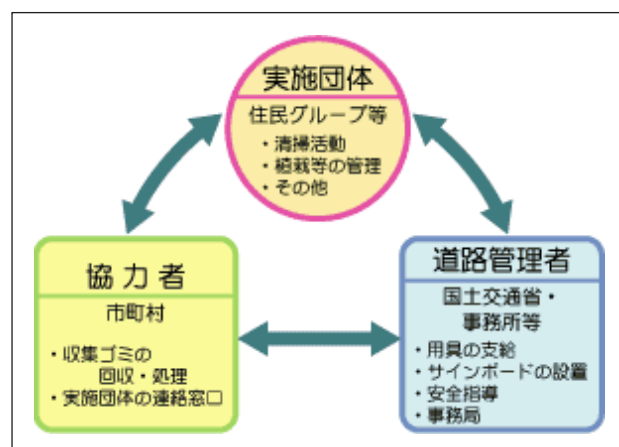 実施団体
住民グループ等
・清掃活動
・植栽等の管理
・その他
協力者
市町村
・収集ゴミの
回収・処理
・実施団体の連絡窓口
道路管理者
国土交通省・
事務所等
・用具の支給
・サインボードの設置
・安全指導
・事務局